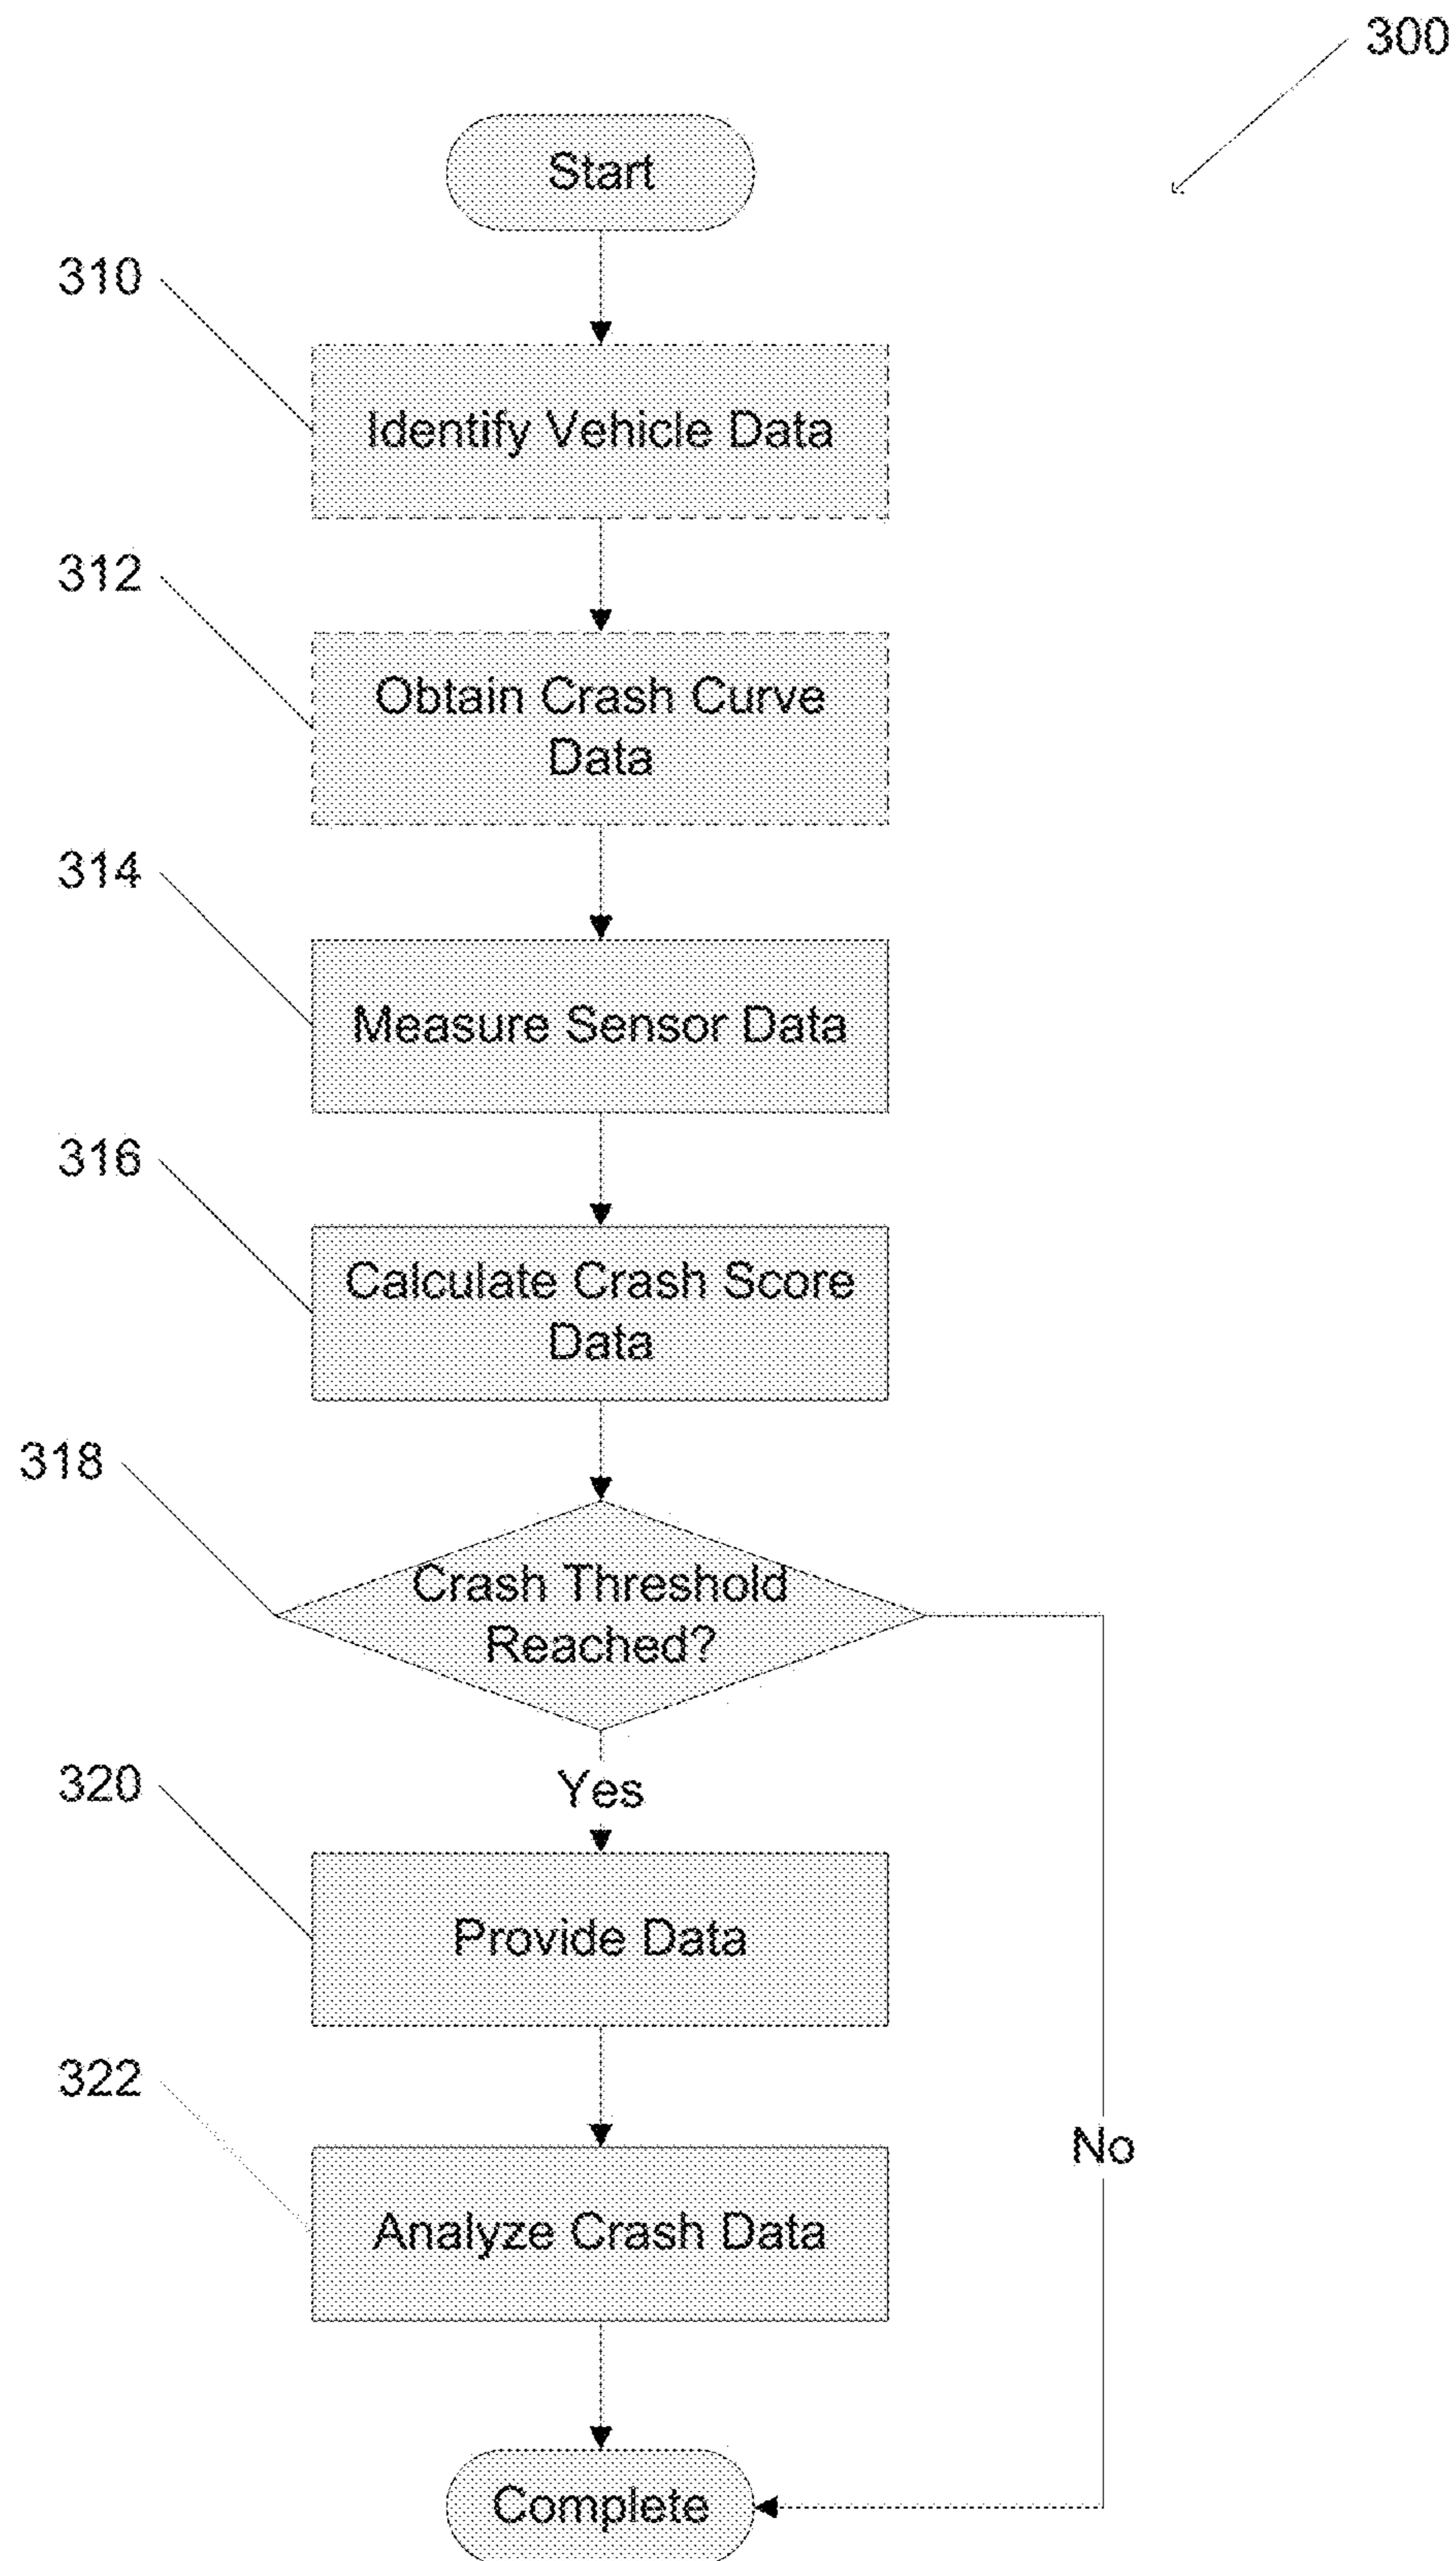 300
Start
310
Identify Vehicle Data
312
Obtain Crash Curve
Data
314
Measure Sensor Data
316
Calculate Crash Score
Data
318
Crash Threshold
Reached?
320
Yes
Provide Data
322
No
Analyze Crash Data
Complete